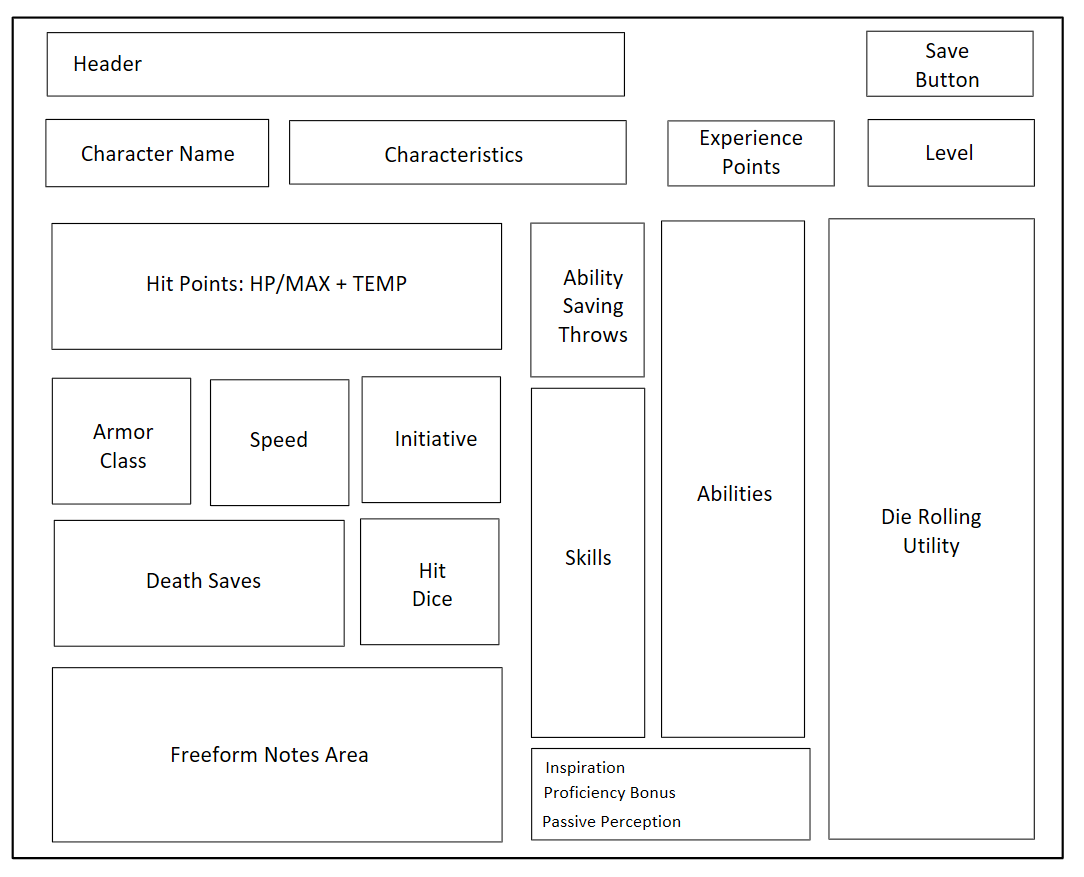 Header
Save
Button
Character Name
Characteristics
Experience
Points
Level
Hit Points: HP/MAX + TEMP
Ability
Saving
Throws
Armor
Class
Speed
Initiative
Abilities
Die Rolling
Utility
Skills
Death Saves
Hit
Dice
Freeform Notes Area
Inspiration
Proficiency Bonus
Passive Perception